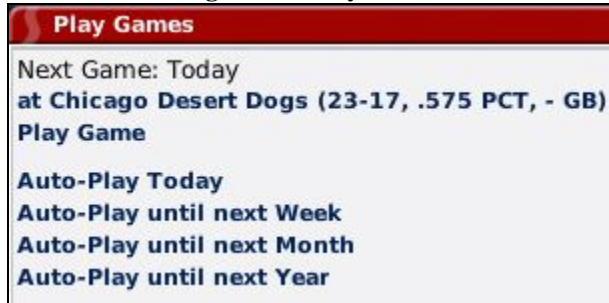 Play Games
Next Game: Today
at Chicago Desert Dogs (23-17, .575 PCT, - GB)
Play Game
Auto-Play Today
Auto-Play until next Week
Auto-Play until next Month
Auto-Play until next Year